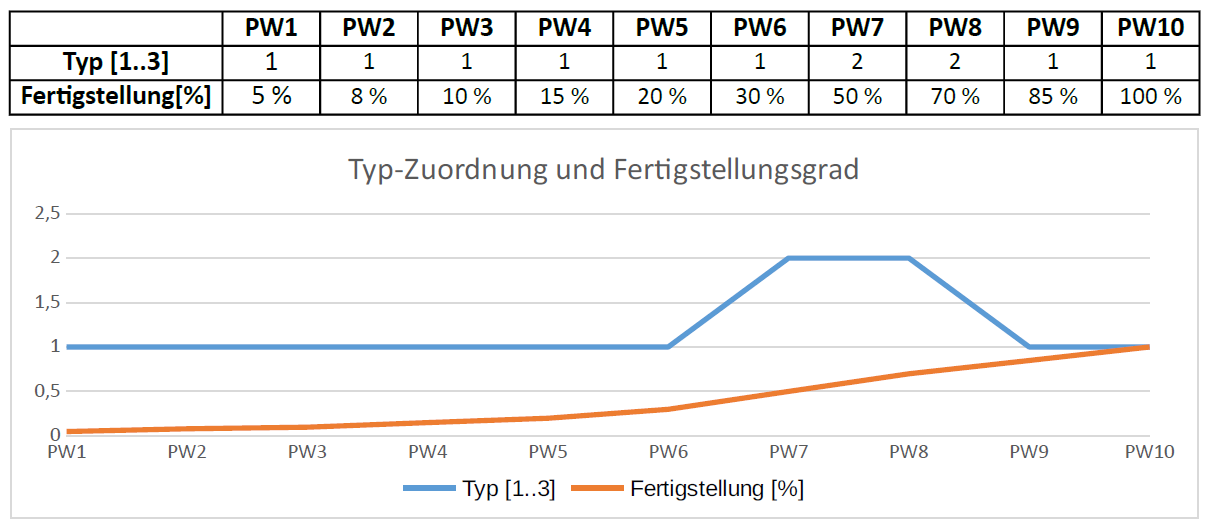 PW1 PW2 PW3 PW4 PW5 PW6 PW7 PW8 PW9 PW10
Typ [1..3] 1 1 1 1 1 1 2 2 1 1
Fertigstellung[%] 5 % 8 % 10 % 15 % 20 % 30 % 50 % 70 % 85 % 100 %
Typ-Zuordnung und Fertigstellungsgrad
2,5
2
1,5
1
0,5
0
PW1 PW2 PW3 PW4 PW5 PW6 PW7 PW8 PW9 PW10
Typ [1..3] Fertigstellung [%]